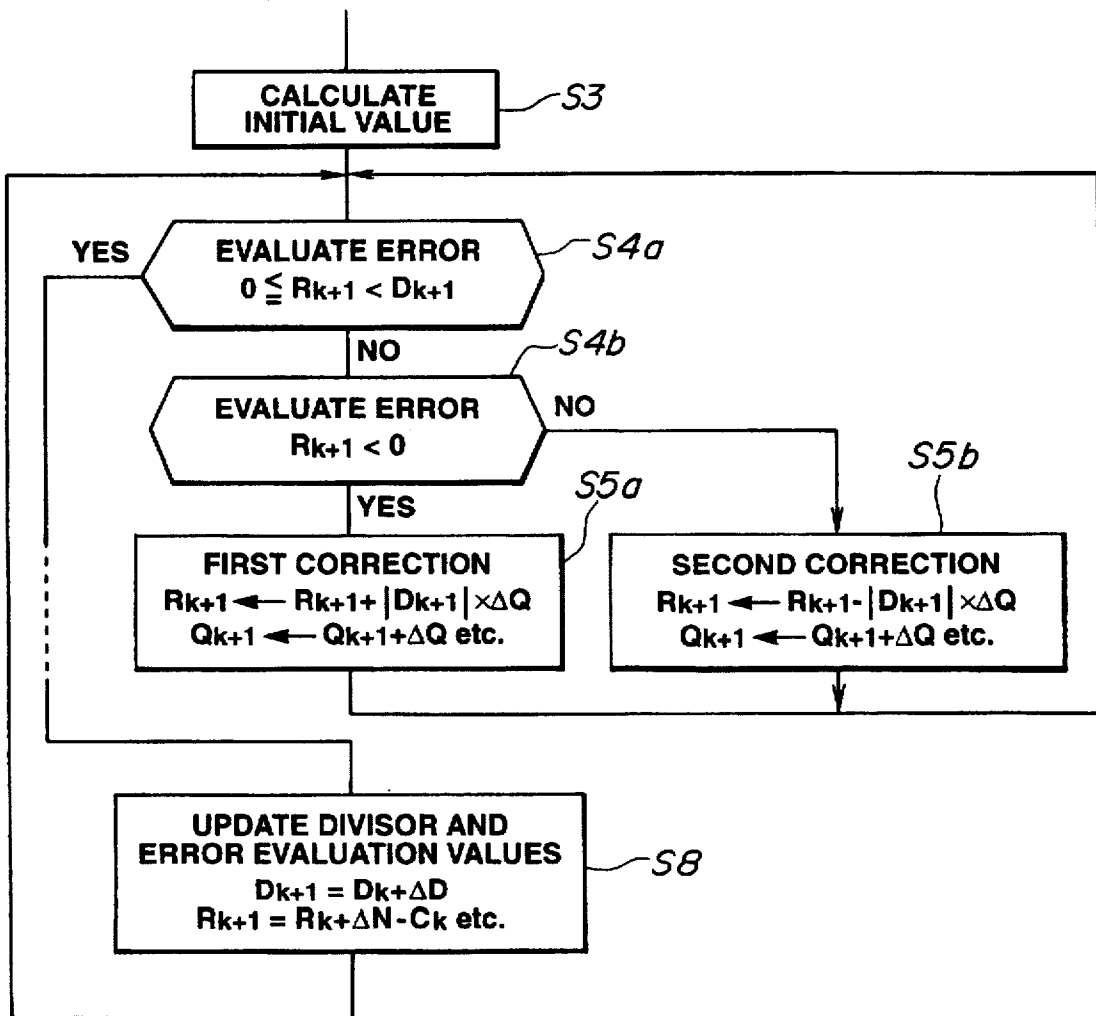 CALCULATE
INITIAL VALUE
S3
YES
EVALUATE ERROR
0 ≦ Rk+1 < Dk+1
S4a
NO
S4b
EVALUATE ERROR
Rk+1 < 0
NO
YES
S5a
S5b
FIRST CORRECTION
Rk+1 ← Rk+1+|Dk+1|×ΔQ
Qk+1 ← Qk+1+ΔQ etc.
SECOND CORRECTION
Rk+1 ← Rk+1-|Dk+1|×ΔQ
Qk+1 ← Qk+1+ΔQ etc.
UPDATE DIVISOR AND
ERROR EVALUATION VALUES
Dk+1 = Dk+ΔD
Rk+1 = Rk+ΔN-Ck etc.
S8